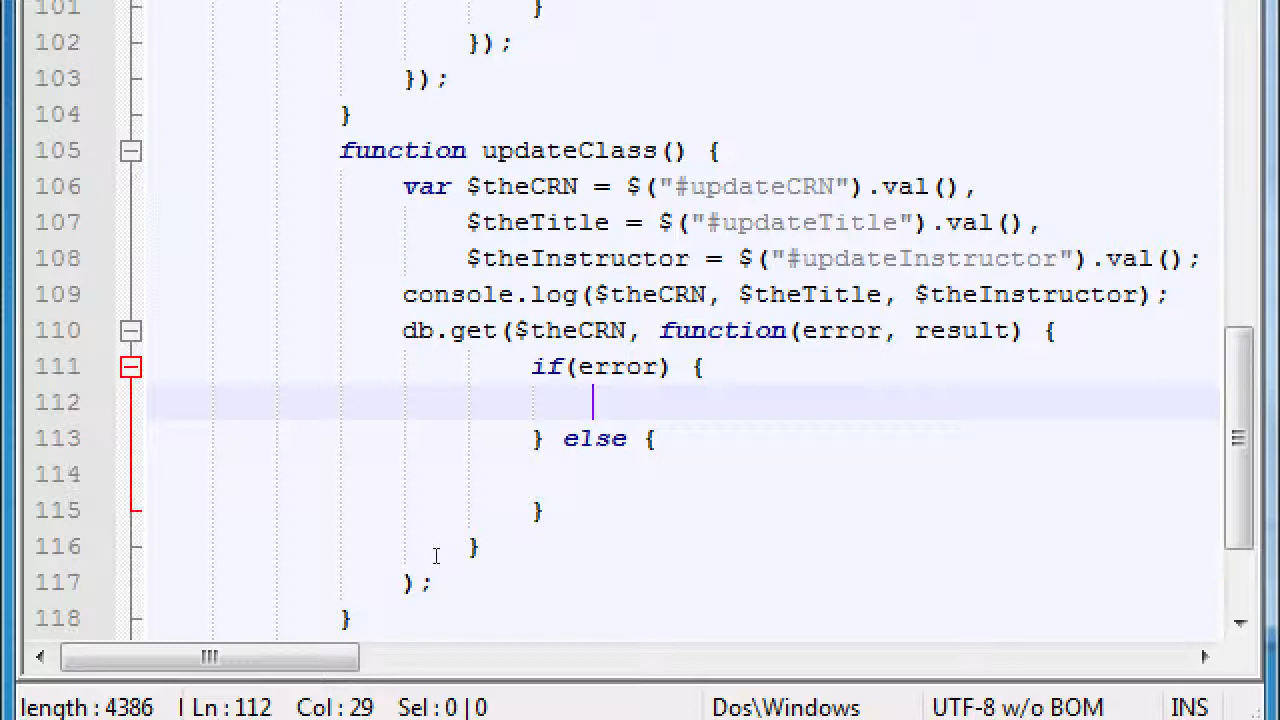 101 }
102 });
103 });
104 }
105 function updateClass() {
106 var $theCRN = $("#updateCRN").val(),
107 $theTitle = $("#updateTitle").val(),
108 $theInstructor = $("#updateInstructor").val();
109 console.log($theCRN, $theTitle, $theInstructor);
110 db.get($theCRN, function(error, result) {
111 if(error) {
112
113 } else {
114
115 }
116 }
117 );
118 }
length : 4386 l Ln : 112 Col : 29 Sel : 0 | 0 Dos\Windows UTF-8 w/o BOM INS